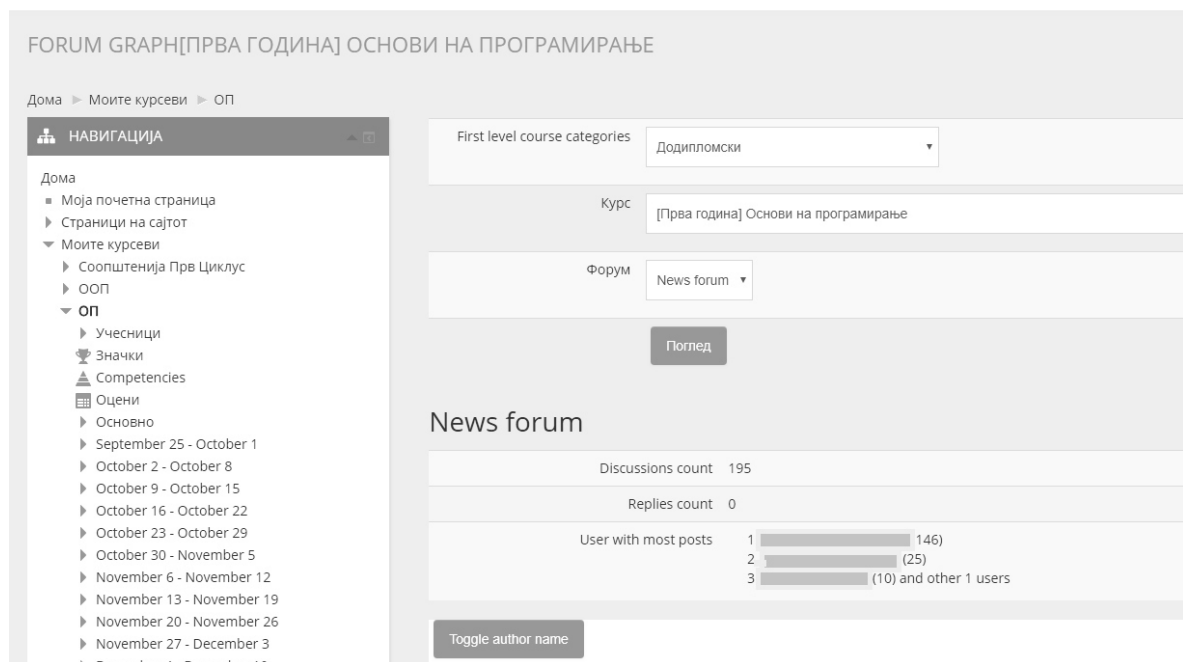 FORUM GRAPH[ПРВА ГОДИНА] ОСНОВИ НА ПРОГРАМИРАЊЕ
Дома Моите курсеви ОП
НАВИГАЦИЈА
Дома
Моја почетна страница
Страници на сајтот
Моите курсеви
Соопштенија Прв Циклус
ООП
ОП
Учесници
Значки
Competencies
Оцени
Основно
September 25 - October 1
October 2 - October 8
October 9 - October 15
October 16 - October 22
October 23 - October 29
October 30 - November 5
November 6 - November 12
November 13 - November 19
November 20 - November 26
November 27 - December 3
First level course categories Додипломски
Курс [Прва година] Основи на програмирање
Форум News forum
Поглед
News forum
Discussions count 195
Replies count 0
User with most posts 1 146)
2 (25)
3 (10) and other 1 users
Toggle author name